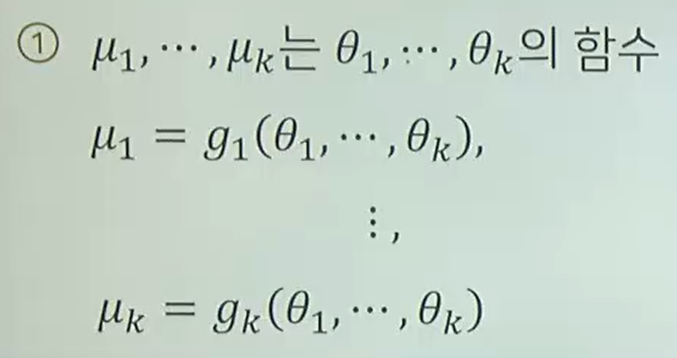 ① μ₁, ⋯ , μₖ는 θ₁, ⋯ , θₖ의 함수
μ₁ = g₁(θ₁, ⋯ , θₖ),
⋮ ,
μₖ = gₖ(θ₁, ⋯ , θₖ)